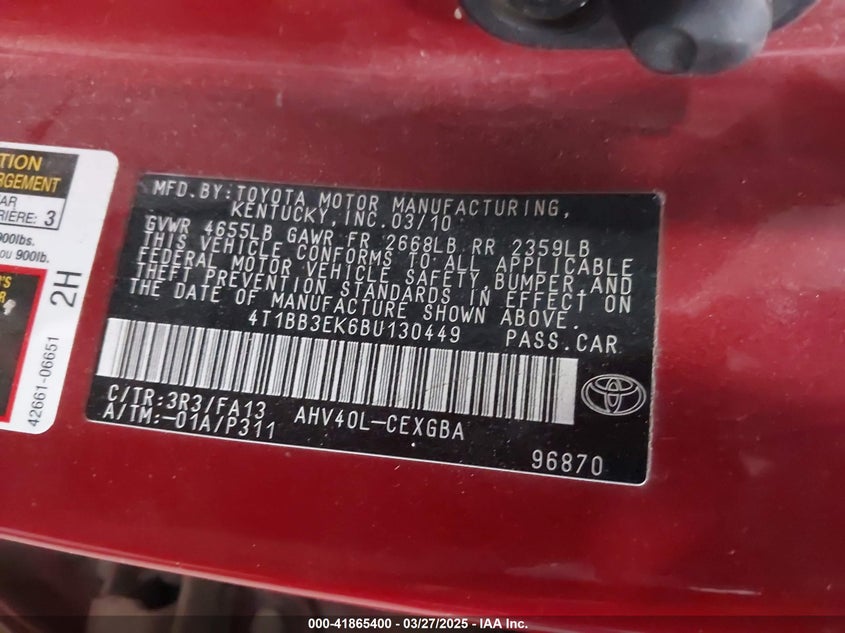 TION
RGEMENT
AR
RIÈRE: 3
900lbs.
ou 900lb.
2H
42661-06651
MFD.BY:TOYOTA MOTOR MANUFACTURING,
KENTUCKY,INC.03/10
GVWR 4655LB GAWR FR 2668LB RR 2359LB
THIS VEHICLE CONFORMS TO ALL APPLICABLE
FEDERAL MOTOR VEHICLE SAFETY,BUMPER,AND
THEFT PREVENTION STANDARDS IN EFFECT ON
THE DATE OF MANUFACTURE SHOWN ABOVE.
4T1BB3EK6BU130449 PASS.CAR
C/TR:3R3/FA13
A/TM:-01A/P311
AHV40L-CEXGBA
96870
000-41865400 - 03/27/2025 - IAA Inc.